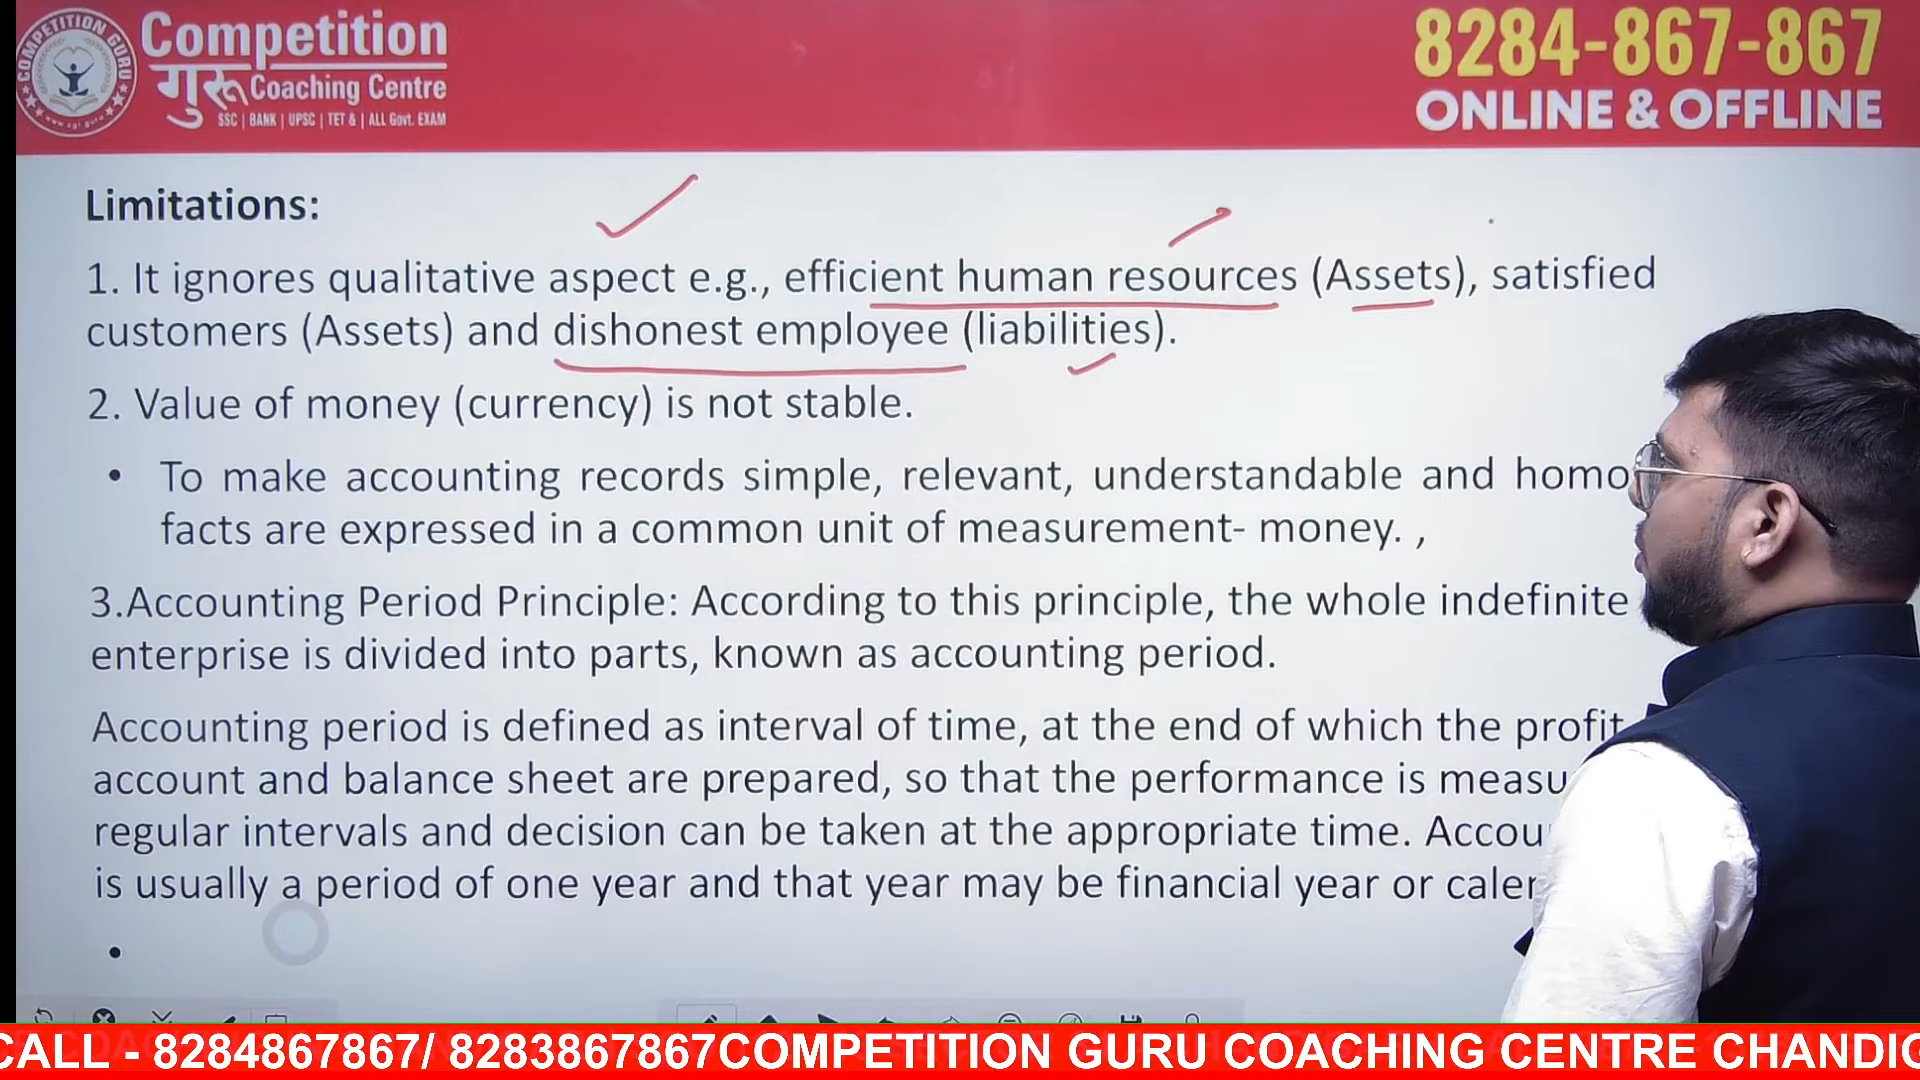 COMPETITION GURU
www.cgl.guru
Competition
गुरू Coaching Centre
SSC | BANK | UPSC | TET & | ALL Govt. EXAM
8284-867-867
ONLINE & OFFLINE
Limitations:
1. It ignores qualitative aspect e.g., efficient human resources (Assets), satisfied
customers (Assets) and dishonest employee (liabilities).
2. Value of money (currency) is not stable.
• To make accounting records simple, relevant, understandable and homo
facts are expressed in a common unit of measurement- money. ,
3.Accounting Period Principle: According to this principle, the whole indefinite
enterprise is divided into parts, known as accounting period.
Accounting period is defined as interval of time, at the end of which the profit
account and balance sheet are prepared, so that the performance is measu
regular intervals and decision can be taken at the appropriate time. Accou
is usually a period of one year and that year may be financial year or caler
•
CALL - 8284867867/ 8283867867COMPETITION GURU COACHING CENTRE CHANDIG